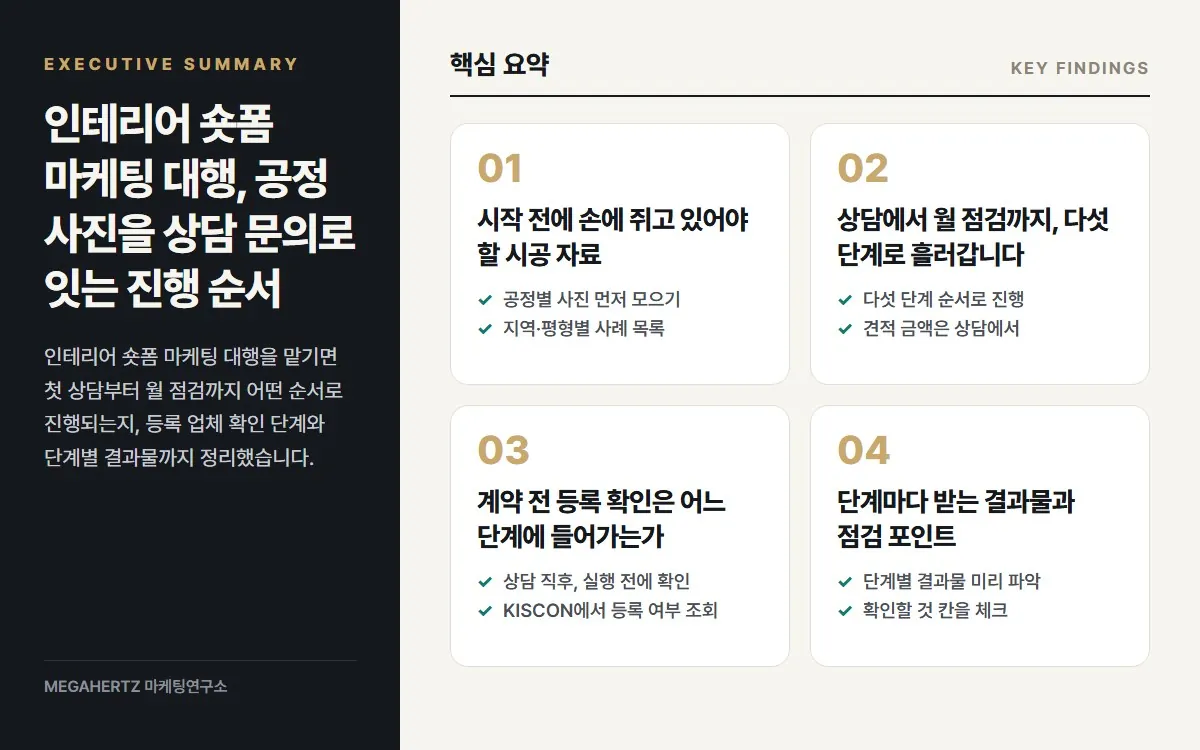 EXECUTIVE SUMMARY
인테리어 숏폼
마케팅 대행, 공정
사진을 상담 문의로
잇는 진행 순서
인테리어 숏폼 마케팅 대행을 맡기면
첫 상담부터 월 점검까지 어떤 순서로
진행되는지, 등록 업체 확인 단계와
단계별 결과물까지 정리했습니다.
MEGAHERTZ 마케팅연구소
핵심 요약
KEY FINDINGS
01
시작 전에 손에 쥐고 있어야
할 시공 자료
✓ 공정별 사진 먼저 모으기
✓ 지역·평형별 사례 목록
02
상담에서 월 점검까지, 다섯
단계로 흘러갑니다
✓ 다섯 단계 순서로 진행
✓ 견적 금액은 상담에서
03
계약 전 등록 확인은 어느
단계에 들어가는가
✓ 상담 직후, 실행 전에 확인
✓ KISCON에서 등록 여부 조회
04
단계마다 받는 결과물과
점검 포인트
✓ 단계별 결과물 미리 파악
✓ 확인할 것 칸을 체크